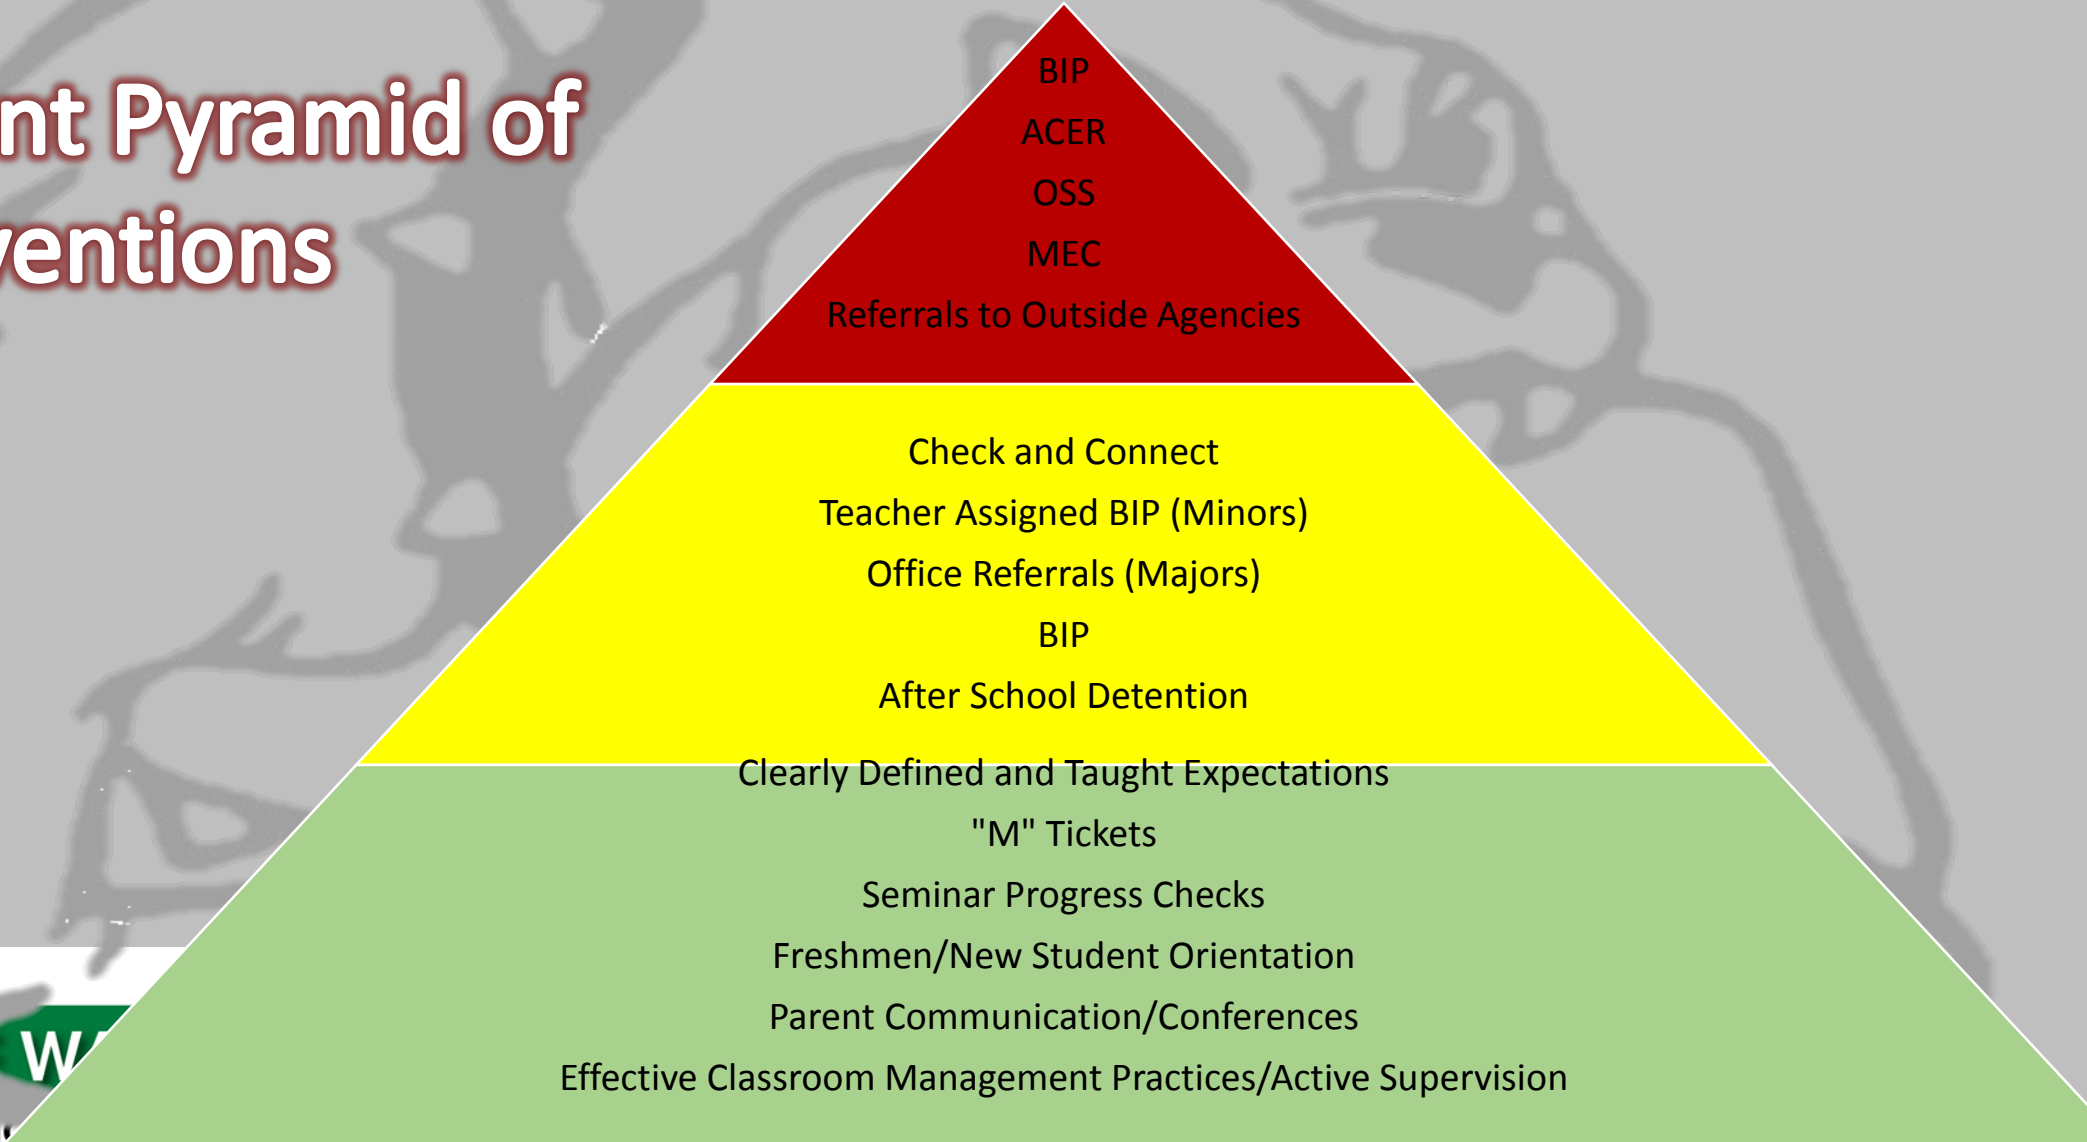 nt Pyramid of
ventions
BIP
ACER
OSS
MEC
Referrals to Outside Agencies
Check and Connect
Teacher Assigned BIP (Minors)
Office Referrals (Majors)
BIP
After School Detention
Clearly Defined and Taught Expectations
"M" Tickets
Seminar Progress Checks
Freshmen/New Student Orientation
Parent Communication/Conferences
Effective Classroom Management Practices/Active Supervision